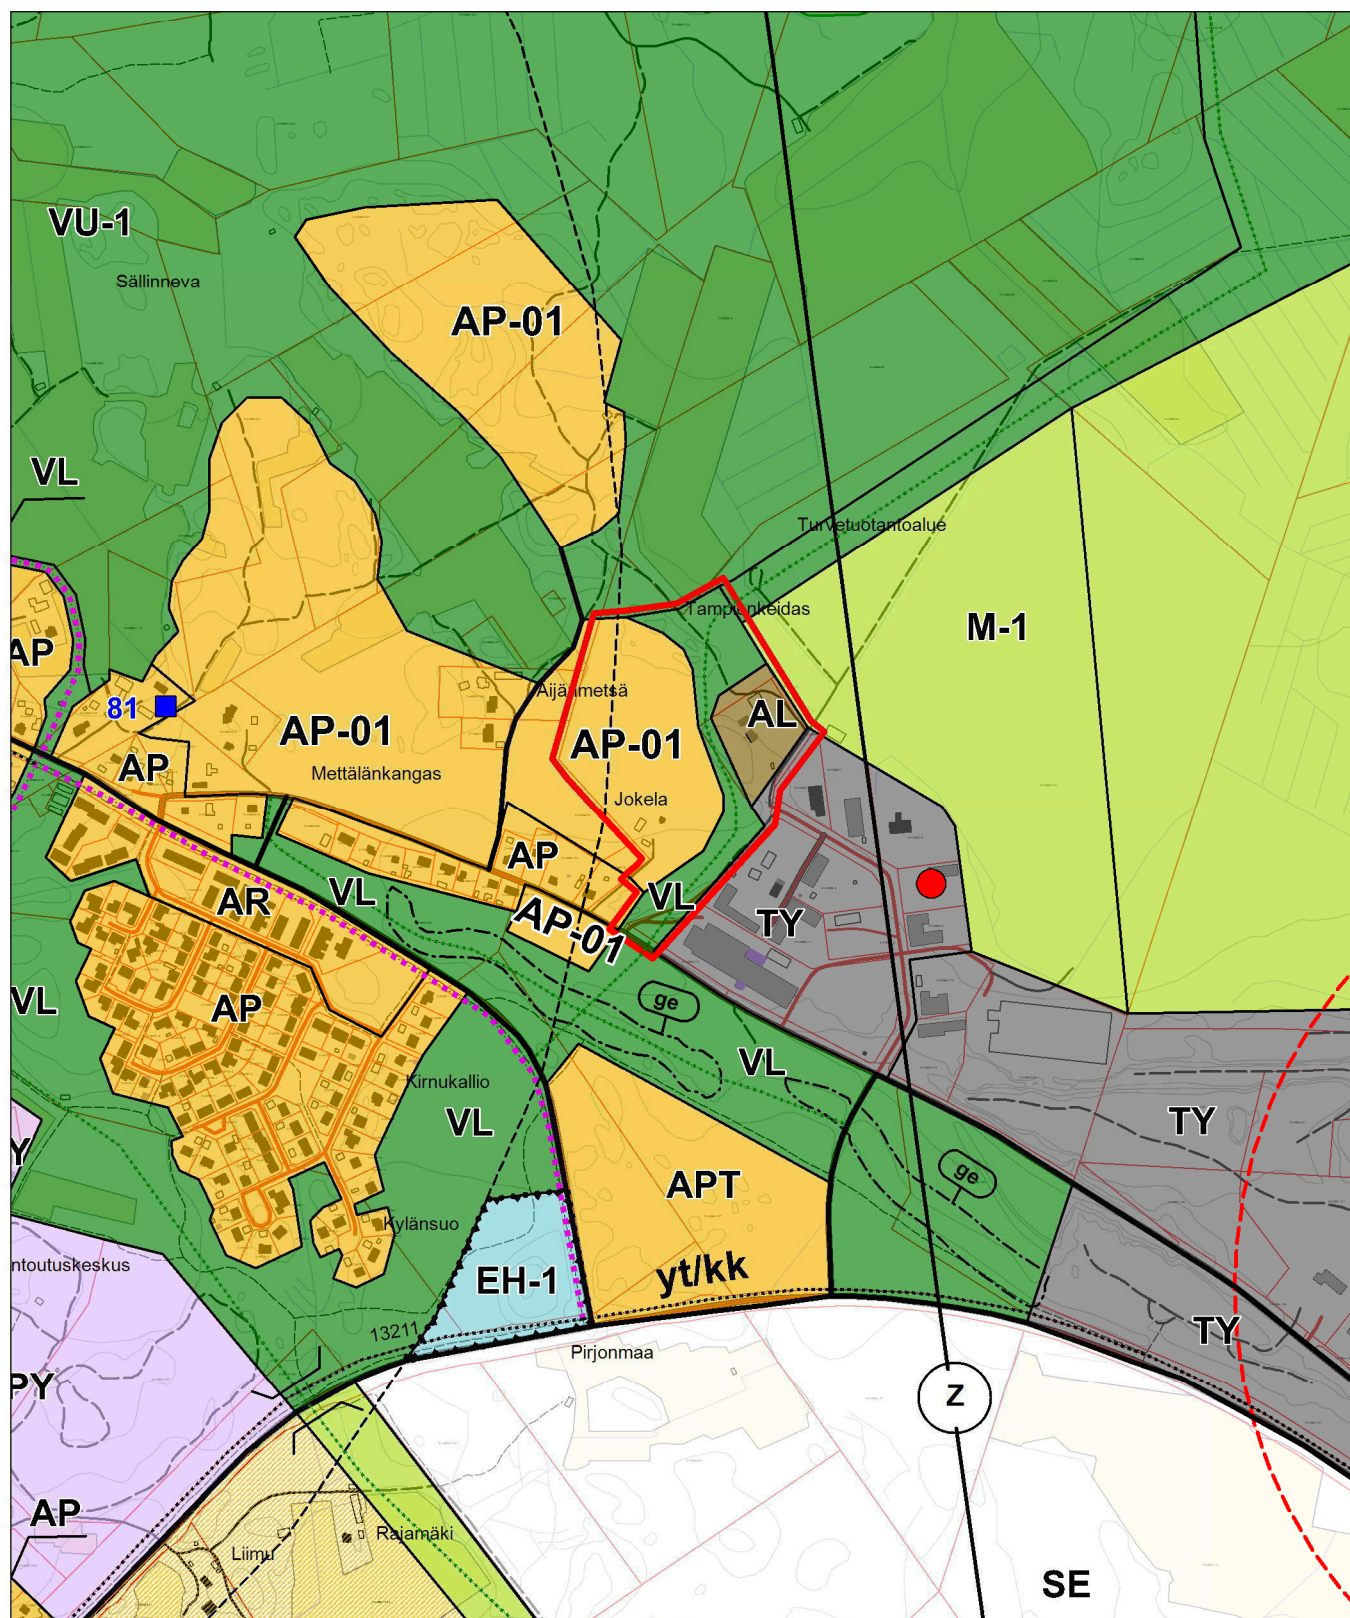 VU-1
Sällinneva
AP-01
VL
Turvetuotantoalue
Tampinkeidas
M-1
AP
81
Äijänmetsä
AL
AP-01
AP-01
AP
Mettälänkangas
Jokela
AP
AR
VL
VL
AP-01
TY
VL
AP
ge
VL
Kirnukallio
VL
TY
Y
APT
ge
Kylänsuo
ntoutuskeskus
EH-1
yt/kk
13211
TY
Pirjonmaa
PY
Z
AP
Rajamäki
Liimu
SE